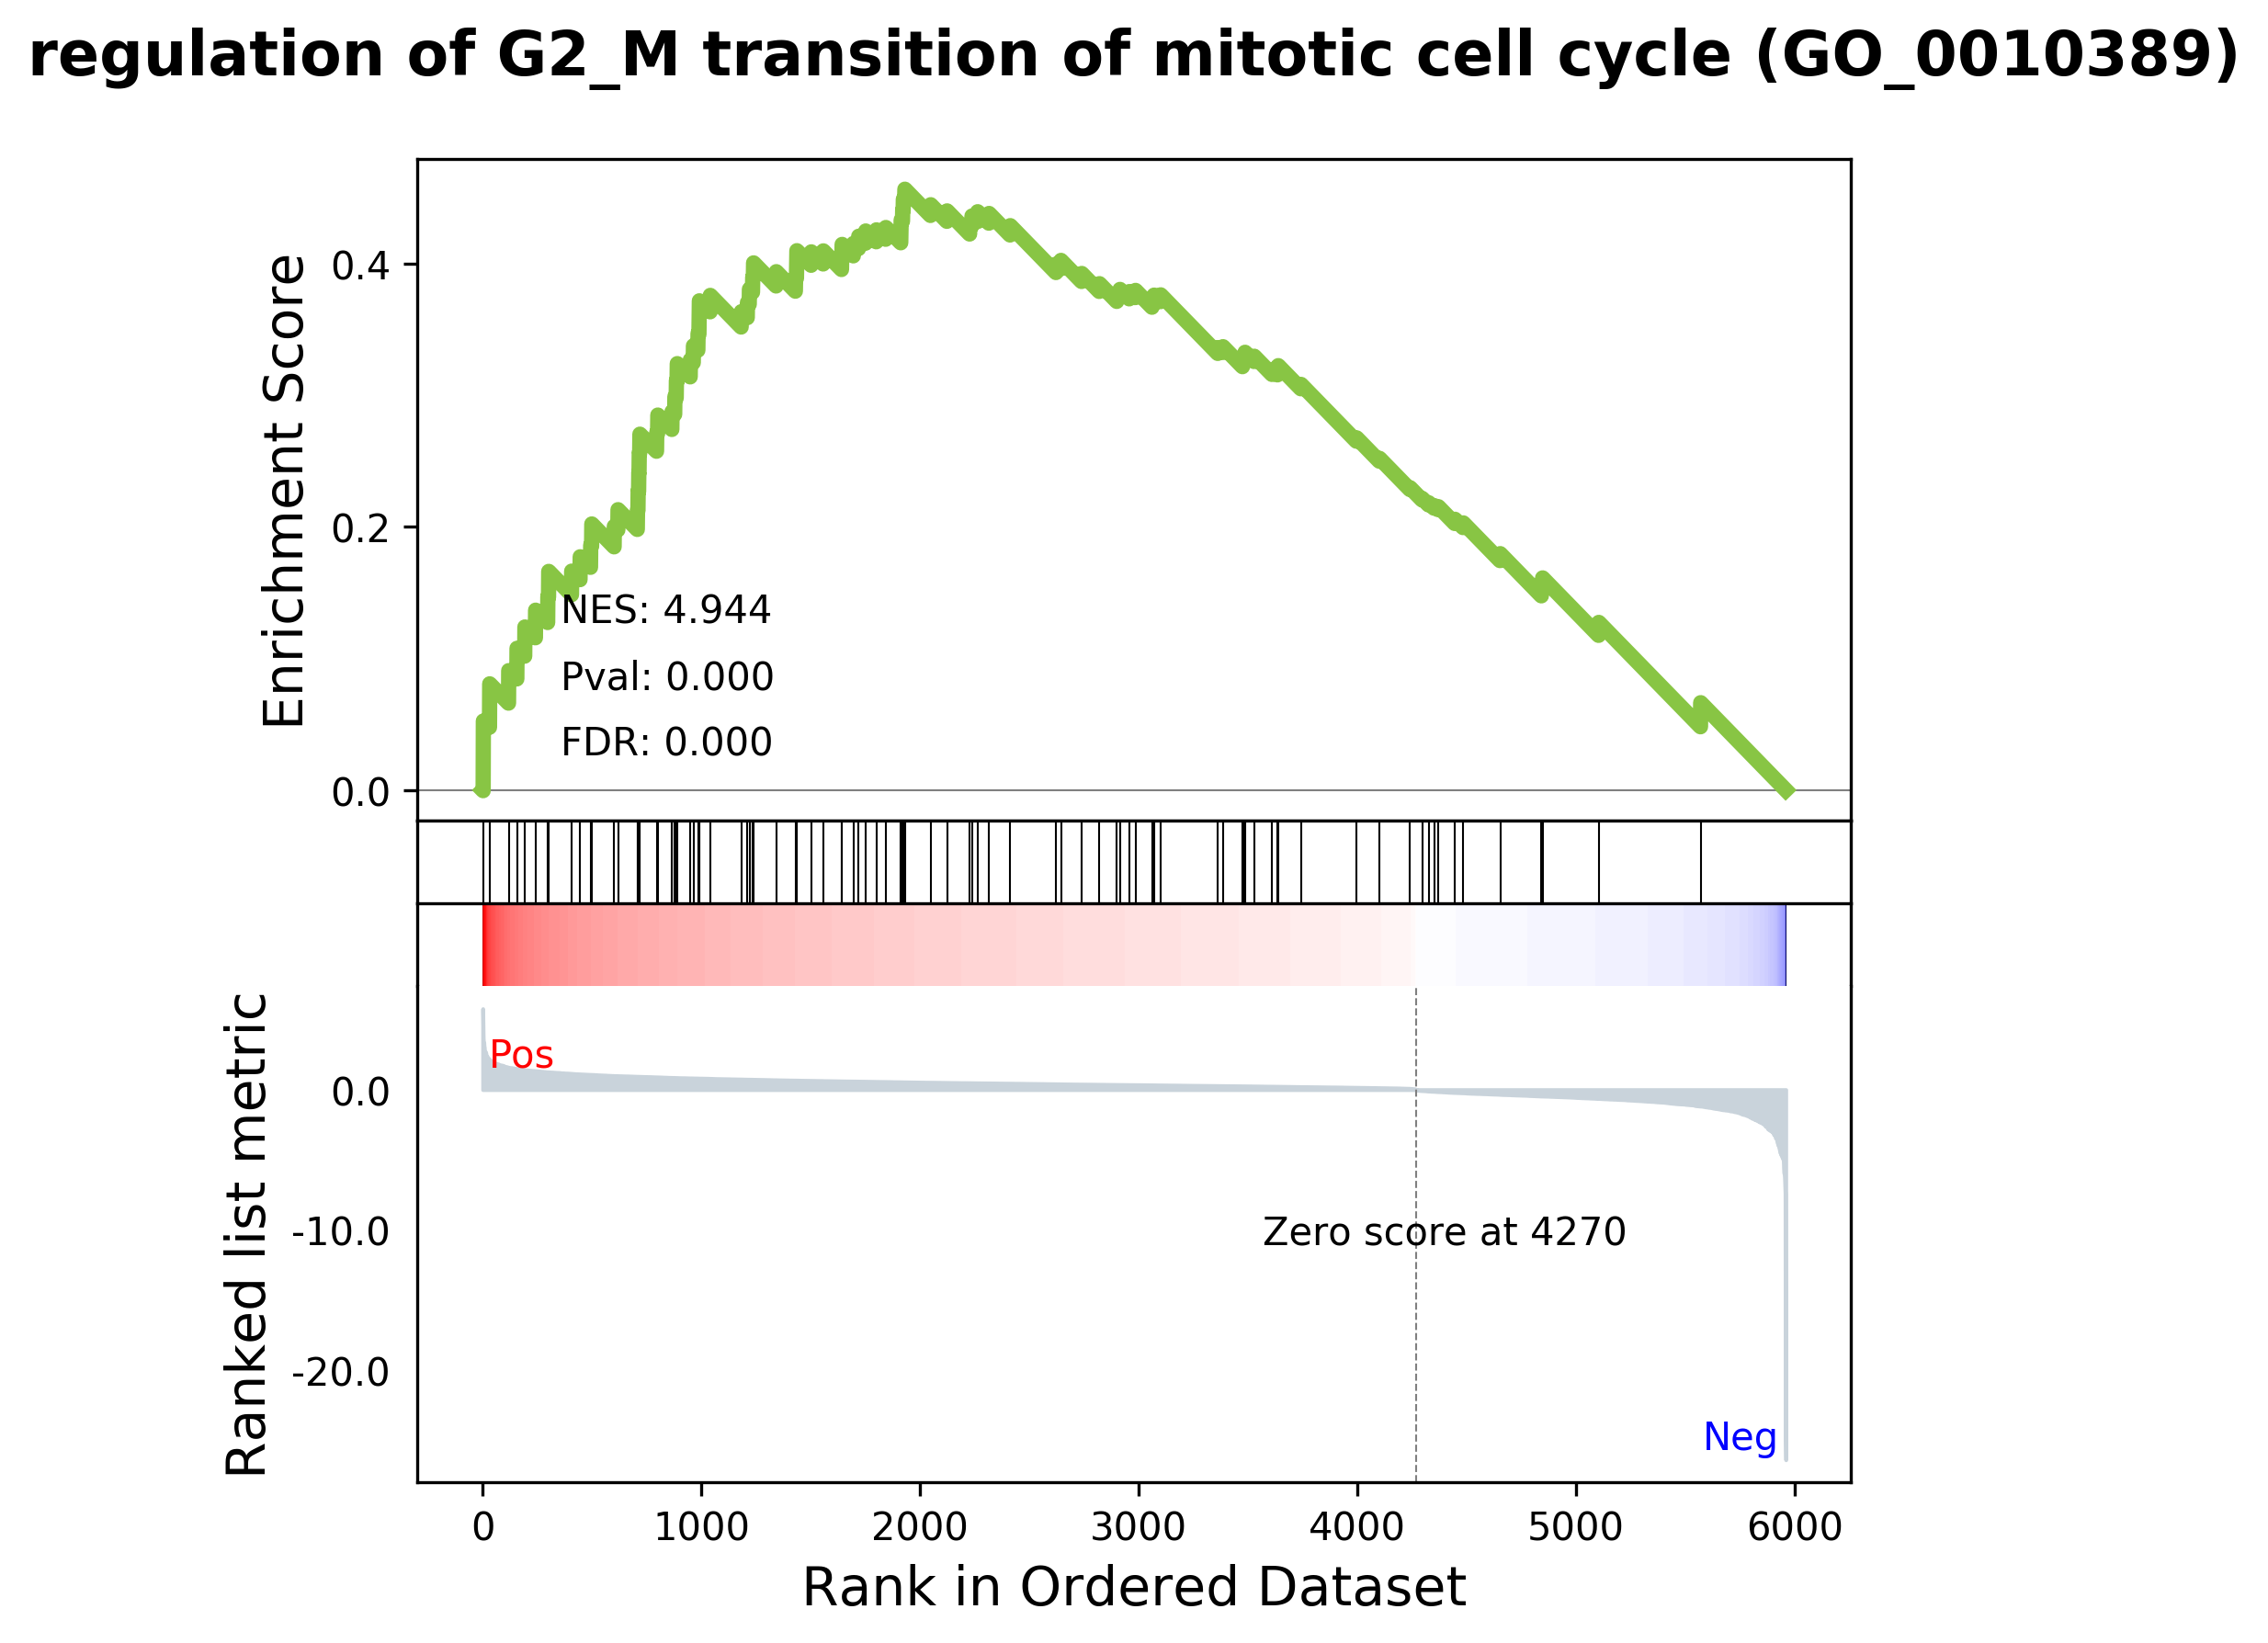 regulation of G2_M transition of mitotic cell cycle (GO_0010389)
Enrichment Score
0.4
0.2
0.0
NES: 4.944
Pval: 0.000
FDR: 0.000
Ranked list metric
Pos
0.0
-10.0
-20.0
Zero score at 4270
Neg
0 1000 2000 3000 4000 5000 6000
Rank in Ordered Dataset